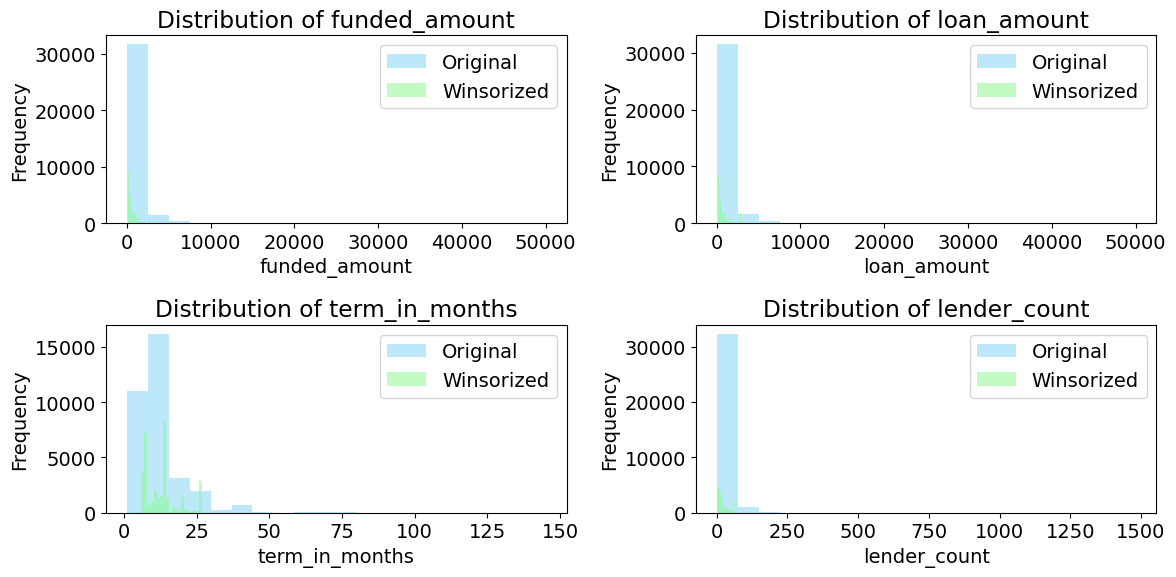 Distribution of funded_amount
Frequency
30000
20000
10000
0
Original
Winsorized
0 10000 20000 30000 40000 50000
funded_amount
Distribution of loan_amount
Frequency
30000
20000
10000
0
Original
Winsorized
0 10000 20000 30000 40000 50000
loan_amount
Distribution of term_in_months
Frequency
15000
10000
5000
0
Original
Winsorized
0 25 50 75 100 125 150
term_in_months
Distribution of lender_count
Frequency
30000
20000
10000
0
Original
Winsorized
0 250 500 750 1000 1250 1500
lender_count